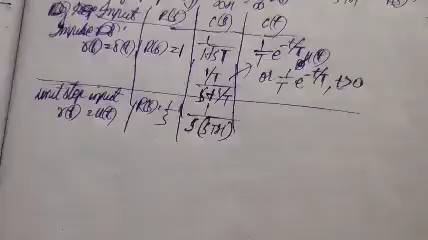 Input R(s) C(s) c(t)
Impulse
r(t) = δ(t) R(s) = 1 1/1+ST 1/T e^-t/T u(t)
1/T / S+1/T or 1/T e^-t/T, t>0
unit step input R(s) = 1/S 1/S(ST+1)
r(t) = u(t)